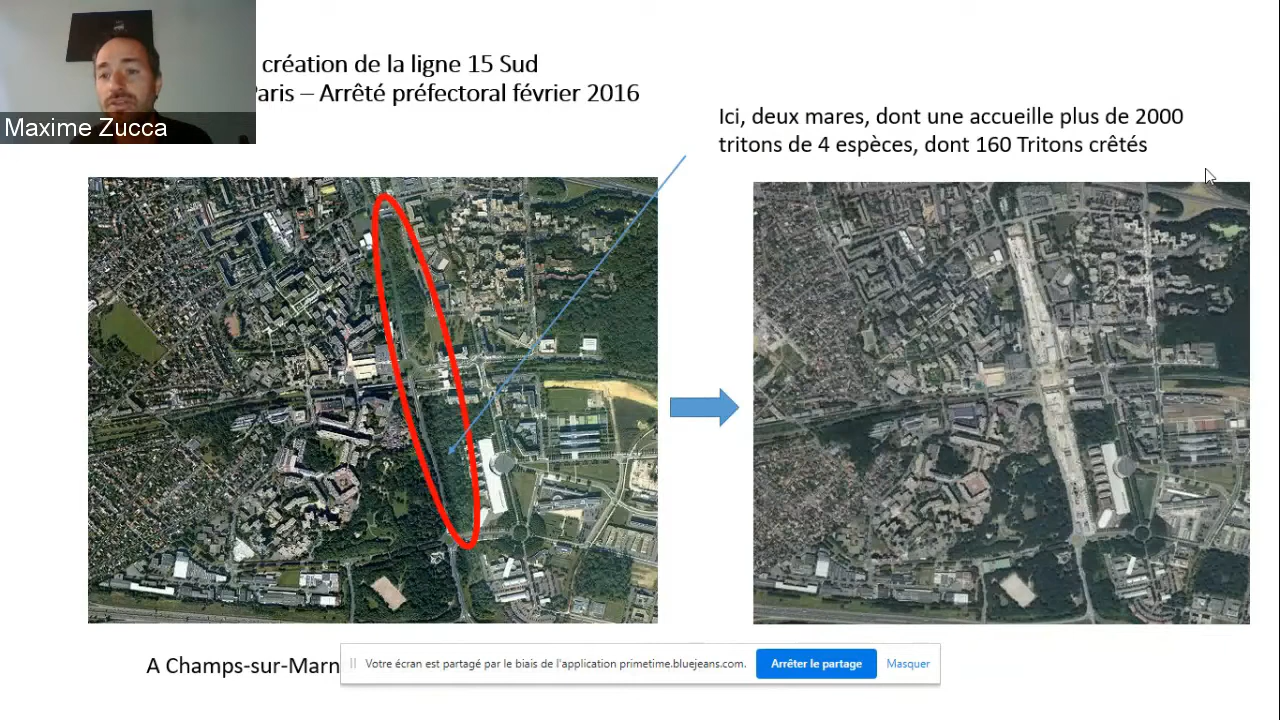 création de la ligne 15 Sud
Paris – Arrêté préfectoral février 2016
Maxime Zucca
Ici, deux mares, dont une accueille plus de 2000
tritons de 4 espèces, dont 160 Tritons crêtés
A Champs-sur-Marn
Votre écran est partagé par le biais de l'application primetime.bluejeans.com.
Arrêter le partage
Masquer